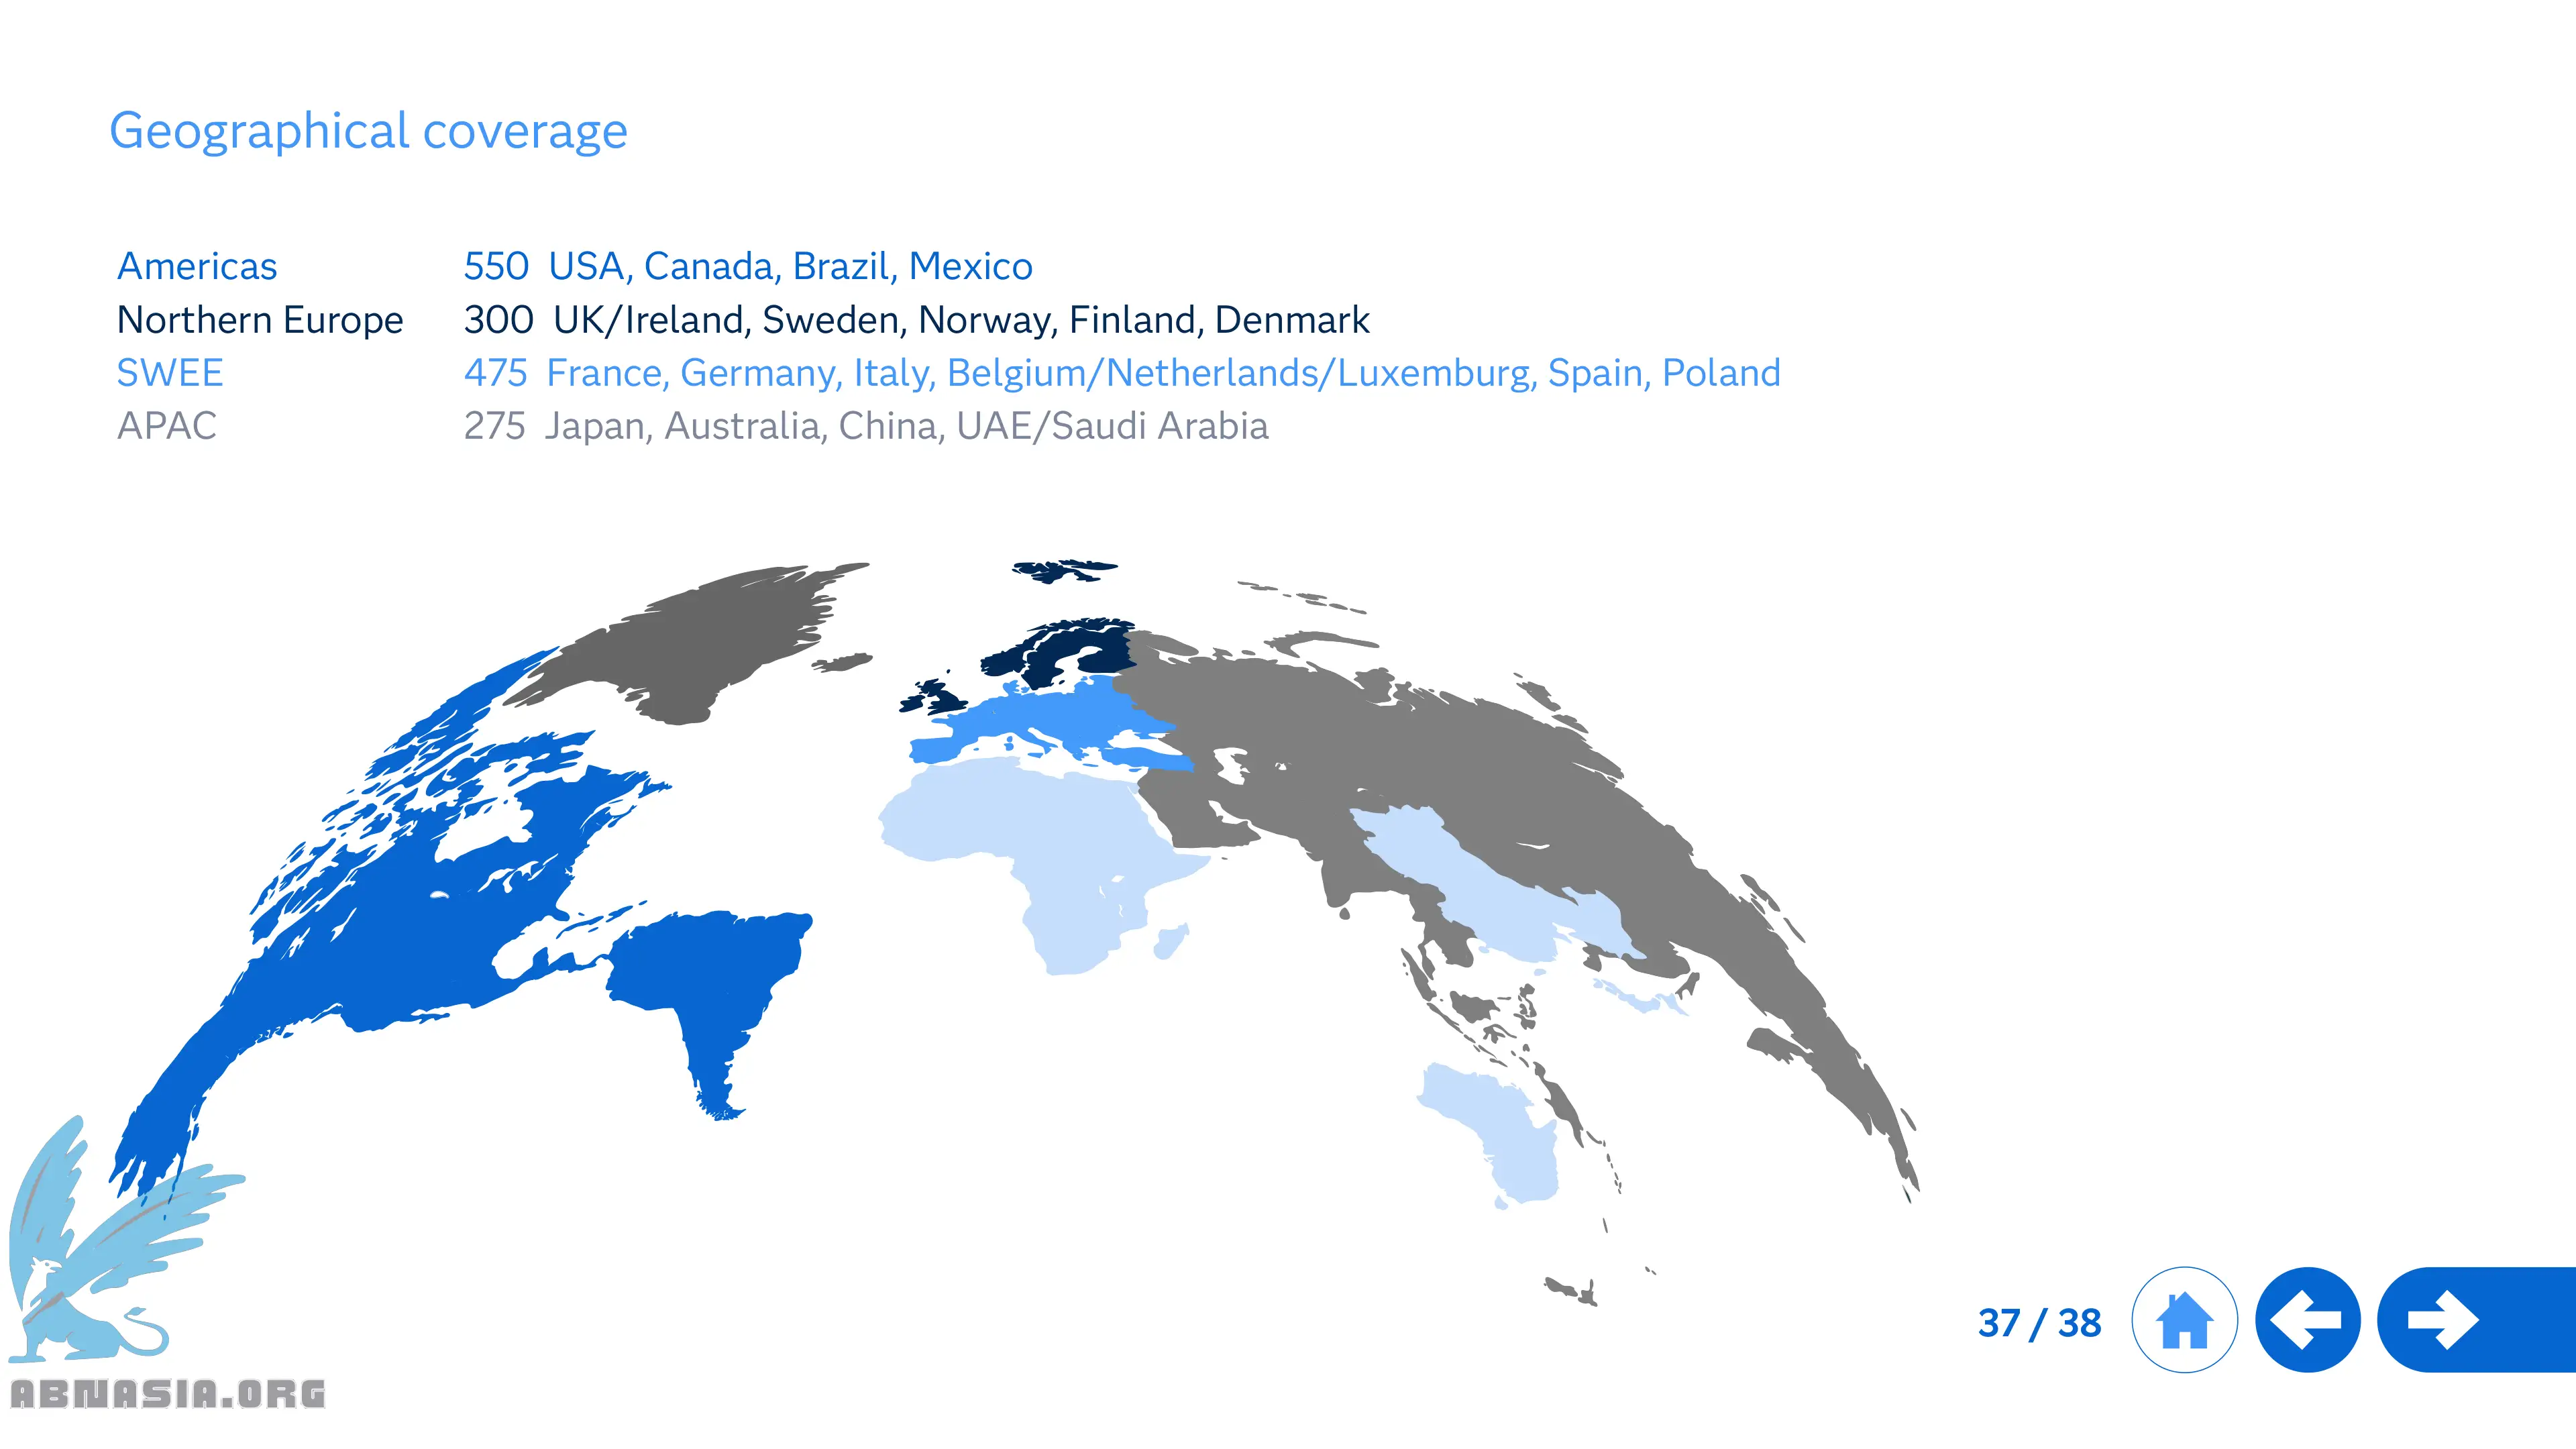 Geographical coverage
Americas 550 USA, Canada, Brazil, Mexico
Northern Europe 300 UK/Ireland, Sweden, Norway, Finland, Denmark
SWEE 475 France, Germany, Italy, Belgium/Netherlands/Luxemburg, Spain, Poland
APAC 275 Japan, Australia, China, UAE/Saudi Arabia
37 / 38
ABNASIA.ORG